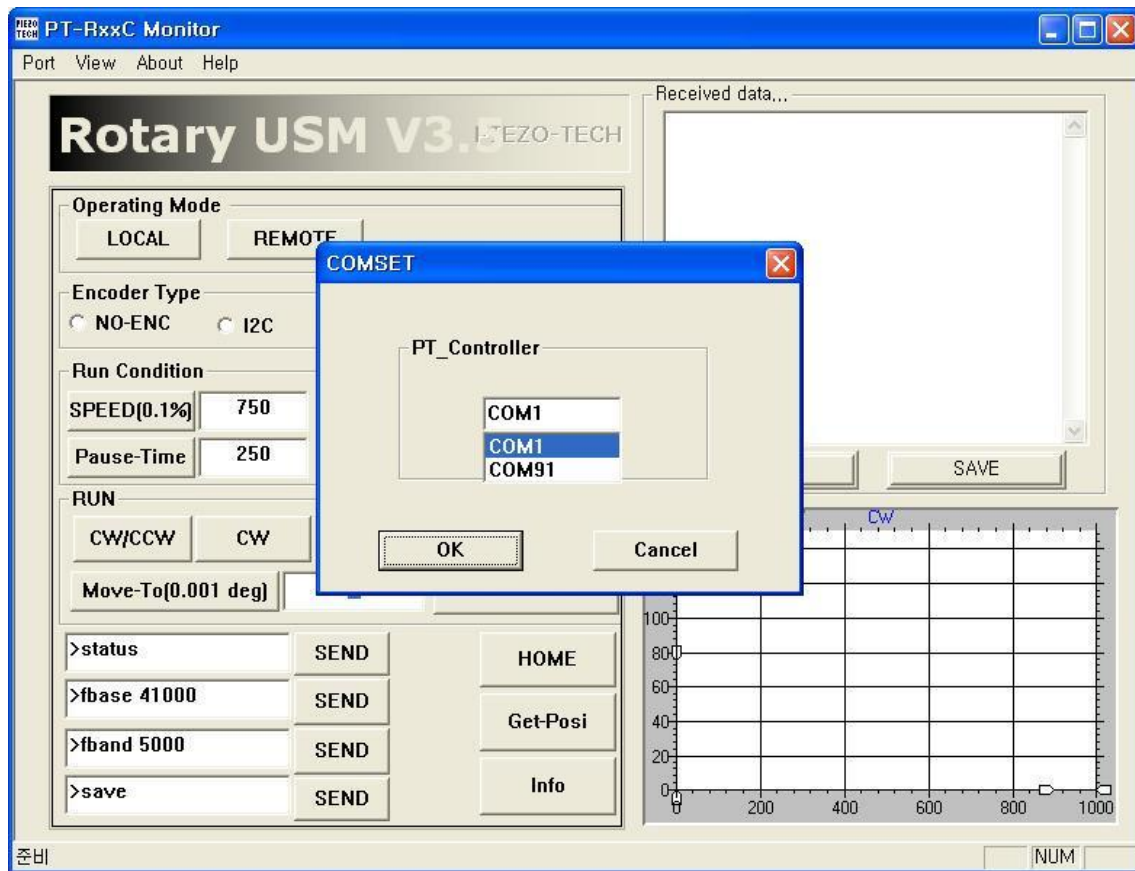 PIEZO TECH PT-RxxC Monitor
Port View About Help
Rotary USM V3.5
PIEZO-TECH
Operating Mode
LOCAL
REMOTE
Encoder Type
NO-ENC
I2C
Run Condition
SPEED(0.1%)
750
Pause-Time
250
RUN
CW/CCW
CW
Move-To(0.001 deg)
>status
SEND
>fbase 41000
SEND
>fband 5000
SEND
>save
SEND
HOME
Get-Posi
Info
COMSET
PT_Controller
COM1
COM1
COM91
OK
Cancel
Received data,,,
SAVE
CW
100
80
60
40
20
0
0 200 400 600 800 1000
준비
NUM